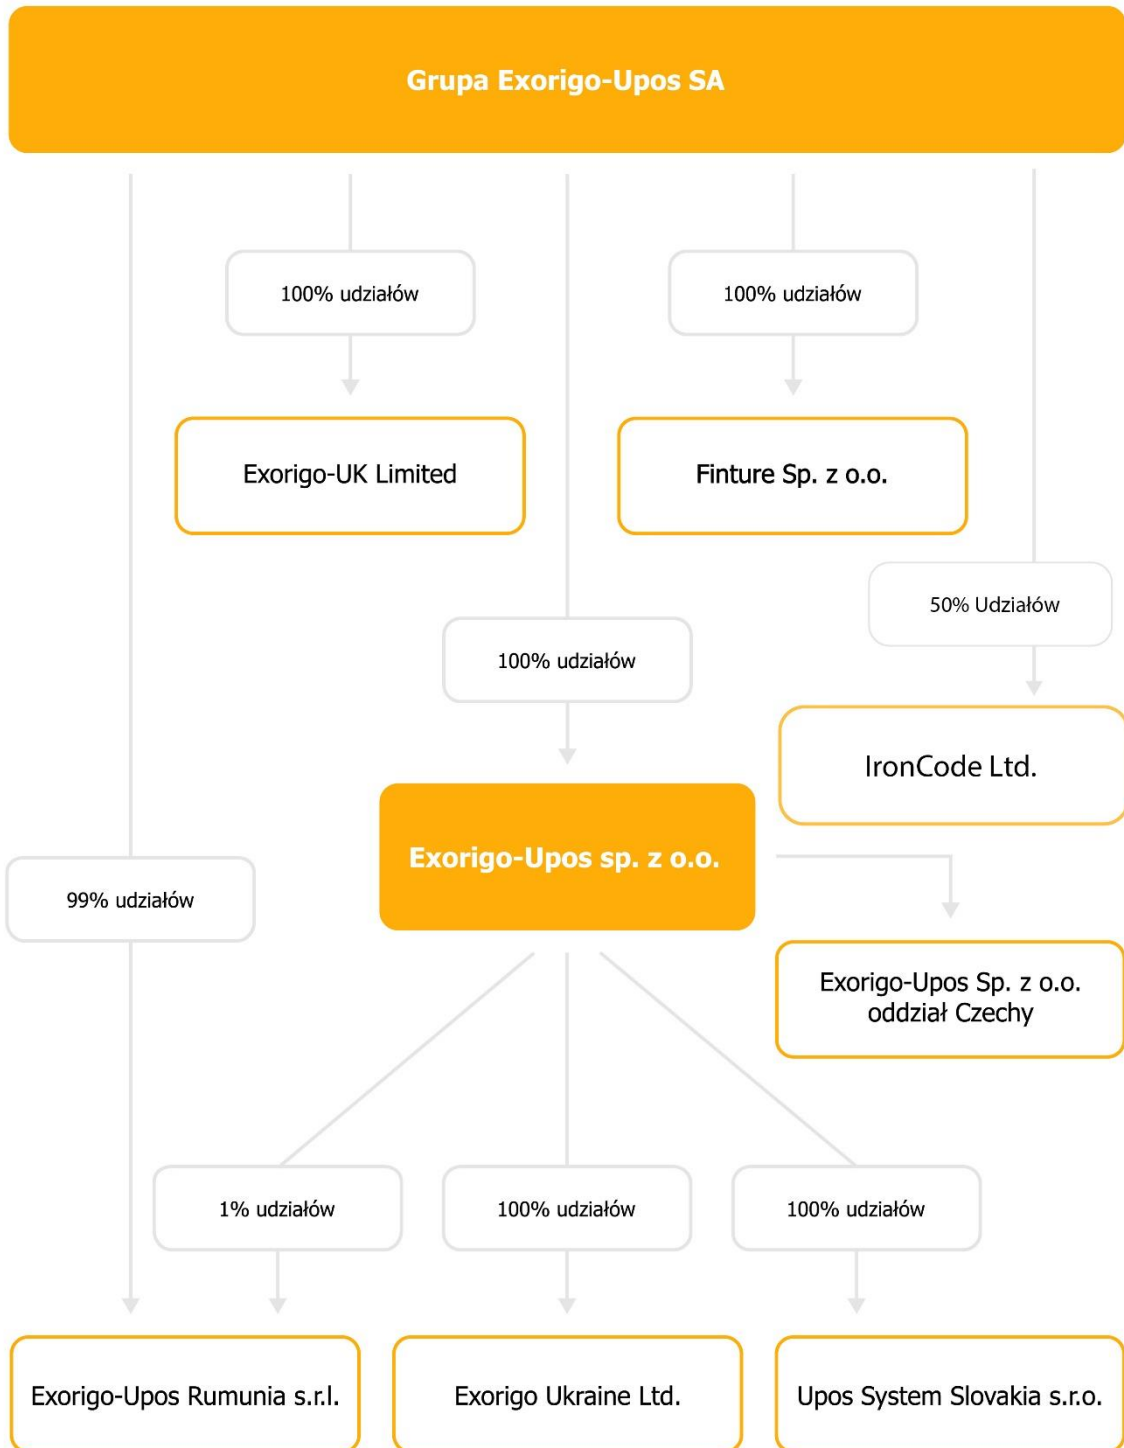 Grupa Exorigo-Upos SA
100% udziałów
100% udziałów
Exorigo-UK Limited
Finture Sp. z o.o.
50% Udziałów
100% udziałów
IronCode Ltd.
Exorigo-Upos sp. z o.o.
99% udziałów
Exorigo-Upos Sp. z o.o.
oddział Czechy
1% udziałów
100% udziałów
100% udziałów
Exorigo-Upos Rumunia s.r.l.
Exorigo Ukraine Ltd.
Upos System Slovakia s.r.o.